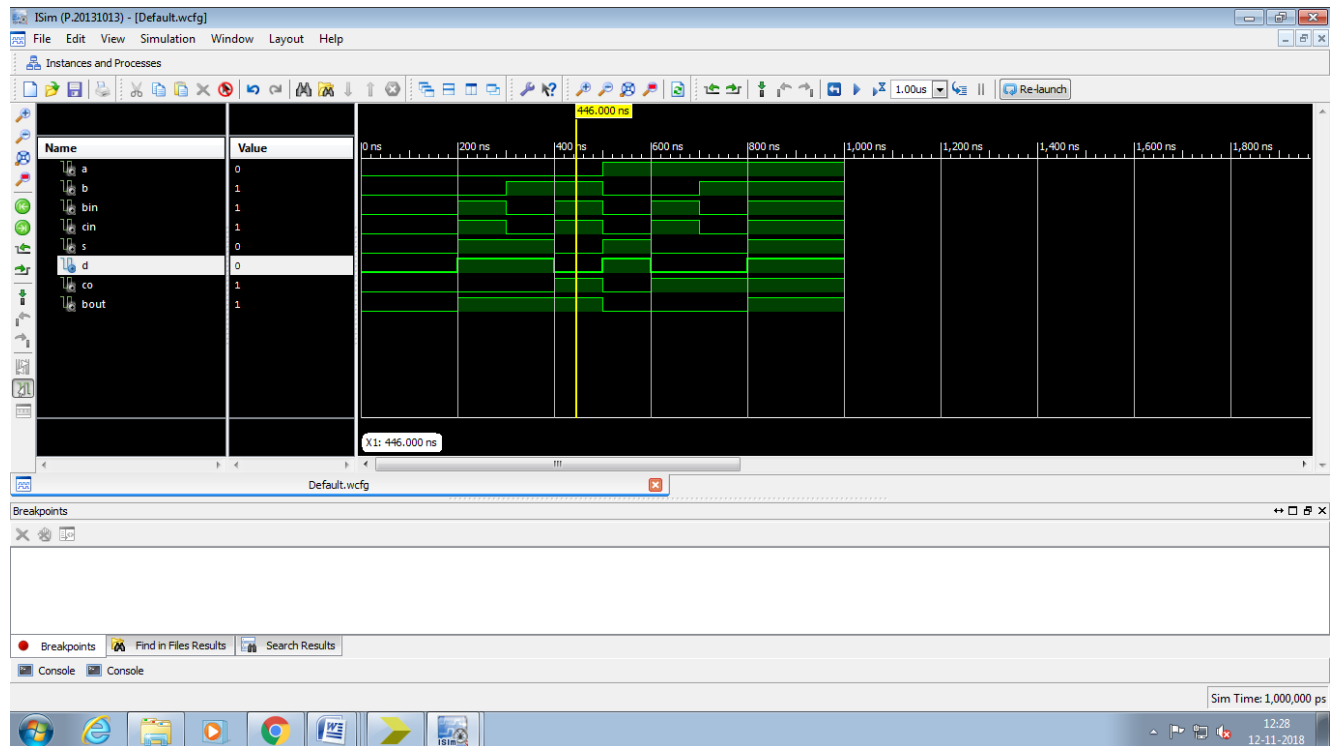 ISim (P.20131013) - [Default.wcfg]
File Edit View Simulation Window Layout Help
Instances and Processes
1.00us Re-launch
446.000 ns
Name Value 0 ns 200 ns 400 ns 600 ns 800 ns 1,000 ns 1,200 ns 1,400 ns 1,600 ns 1,800 ns
a 0
b 1
bin 1
cin 1
s 0
d 0
co 1
bout 1
X1: 446.000 ns
Default.wcfg
Breakpoints
Breakpoints Find in Files Results Search Results
Console Console
Sim Time: 1,000,000 ps
ISim
12:28
12-11-2018